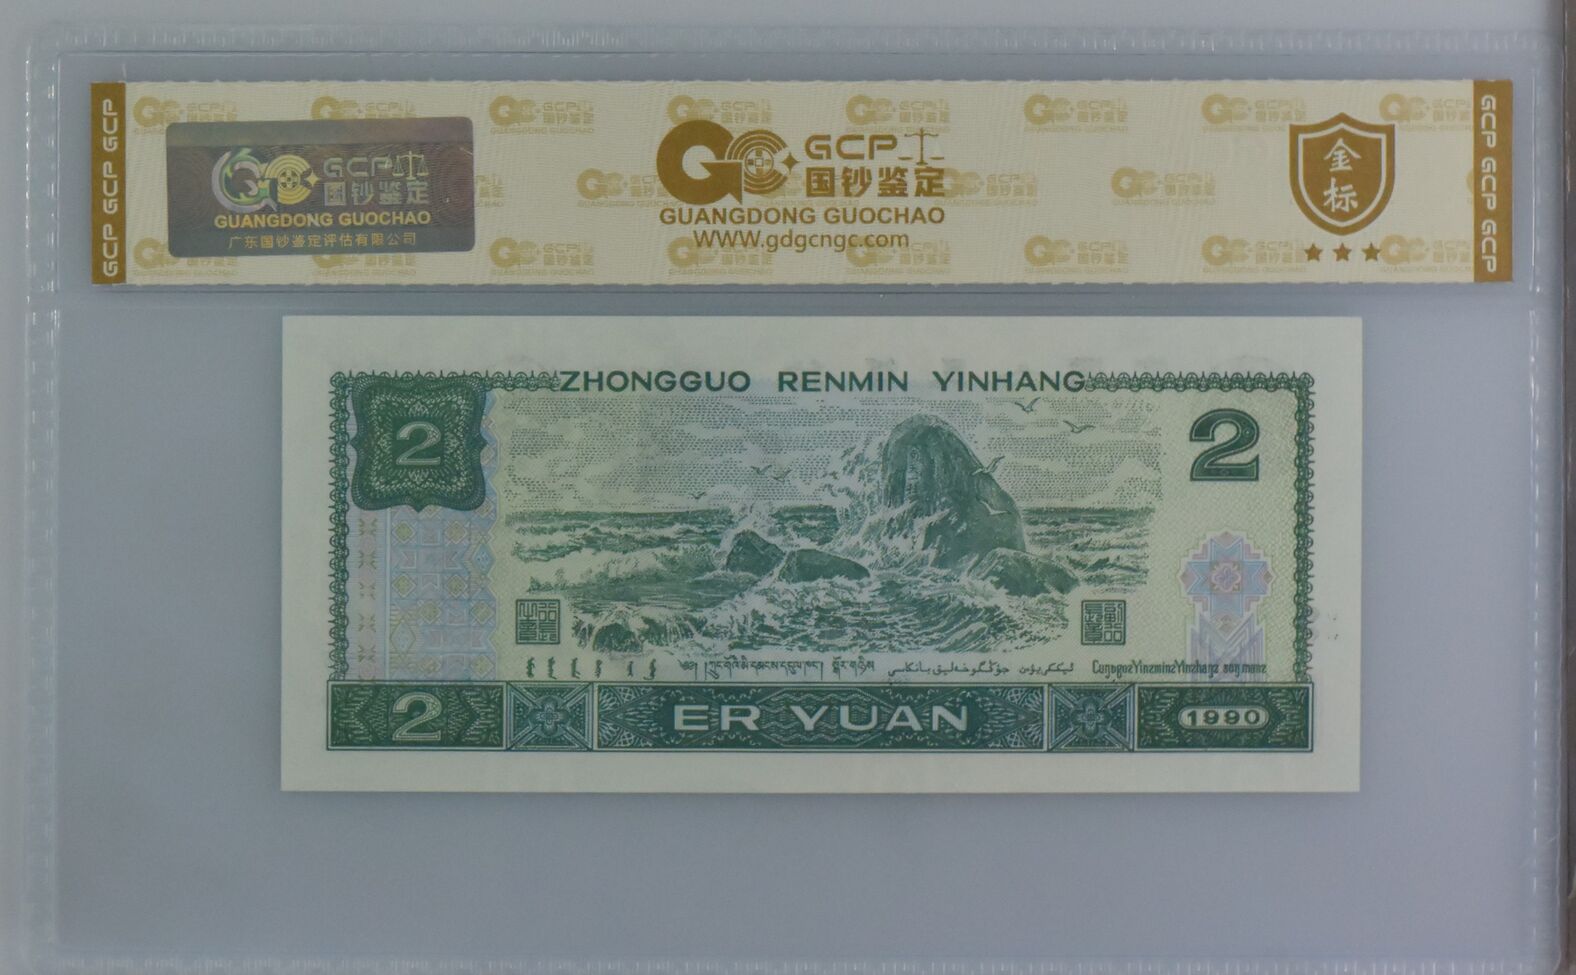 GCP GCP GCP
GCP
国钞鉴定
GUANGDONG GUOCHAO
广东国钞鉴定评估有限公司
GCP
国钞鉴定
GUANGDONG GUOCHAO
WWW.gdgcngc.com
金标
GCP GCP GCP
ZHONGGUO RENMIN YINHANG
2
2
2
ER YUAN
1990